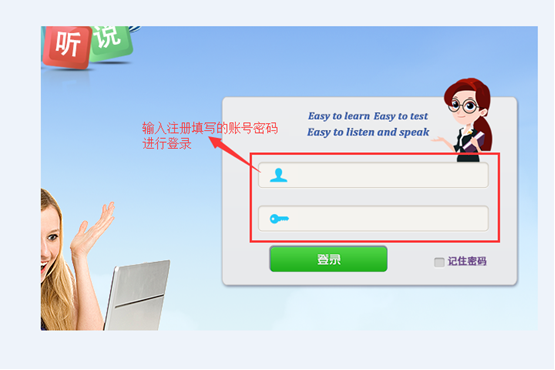 听说
Easy to learn Easy to test
Easy to listen and speak
输入注册填写的账号密码
进行登录
登录
记住密码